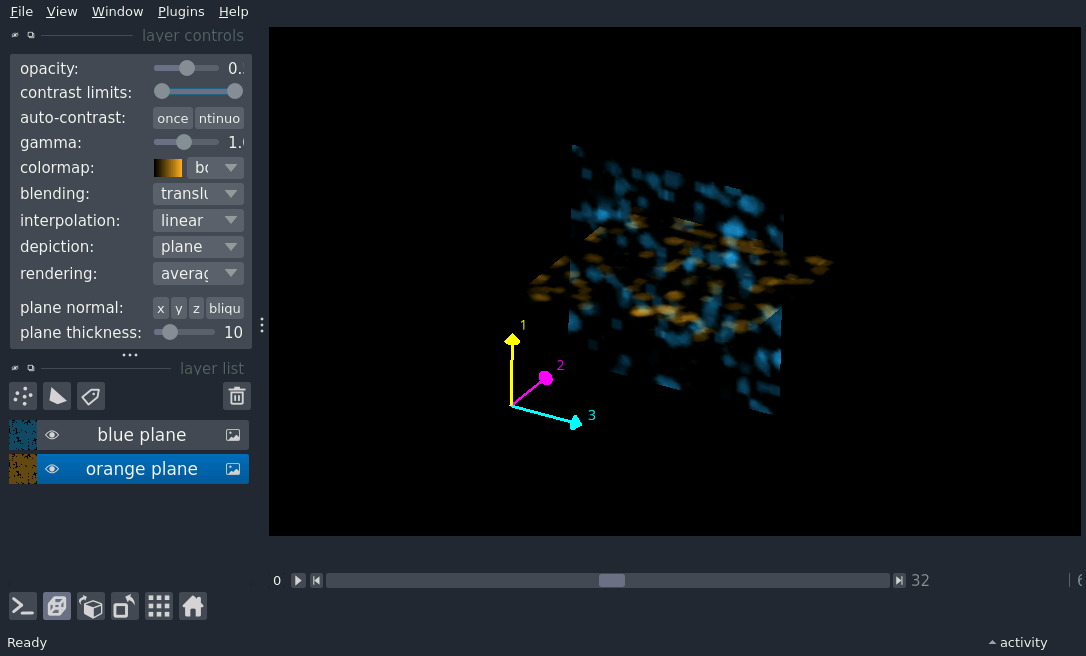 File View Window Plugins Help
layer controls
opacity: 0.
contrast limits:
auto-contrast: once ntinuo
gamma: 1.
colormap: bo
blending: translu
interpolation: linear
depiction: plane
rendering: averag
plane normal: x y z bliqu
plane thickness: 10
layer list
blue plane
orange plane
1
2
3
0 32
Ready activity